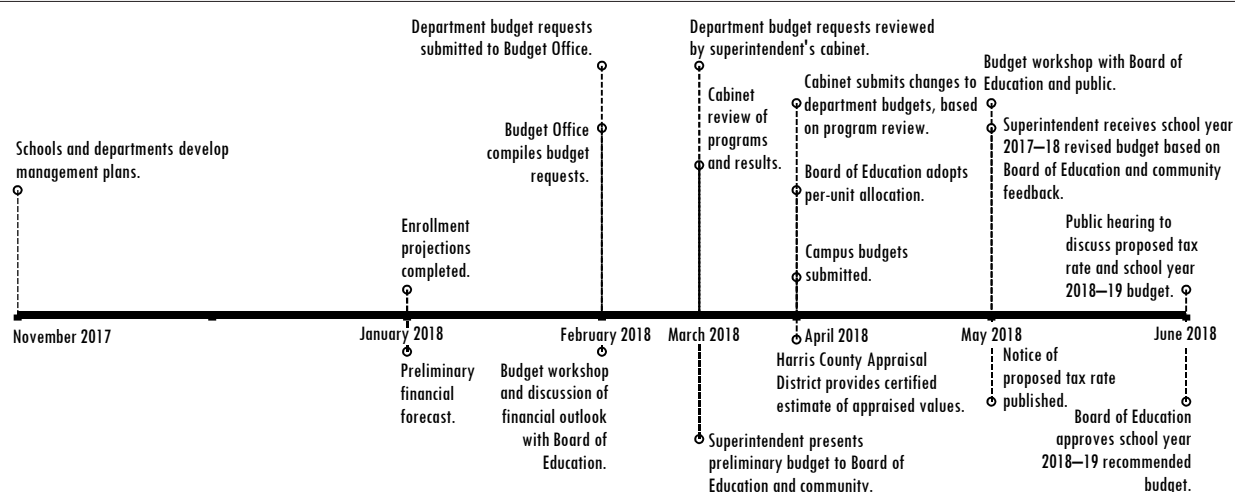 Department budget requests
submitted to Budget Office.
Department budget requests reviewed
by superintendent's cabinet.
Budget workshop with Board of
Education and public.
Cabinet submits changes to
department budgets, based
on program review.
Cabinet
review of
programs
and results.
Budget Office
compiles budget
requests.
Superintendent receives school year
2017–18 revised budget based on
Board of Education and community
feedback.
Schools and departments develop
management plans.
Board of Education adopts
per-unit allocation.
Enrollment
projections
completed.
Campus budgets
submitted.
Public hearing to
discuss proposed tax
rate and school year
2018–19 budget.
November 2017
January 2018
February 2018
March 2018
April 2018
May 2018
June 2018
Preliminary
financial
forecast.
Budget workshop
and discussion of
financial outlook
with Board of
Education.
Harris County Appraisal
District provides certified
estimate of appraised values.
Notice of
proposed tax rate
published.
Superintendent presents
preliminary budget to Board of
Education and community.
Board of Education
approves school year
2018–19 recommended
budget.